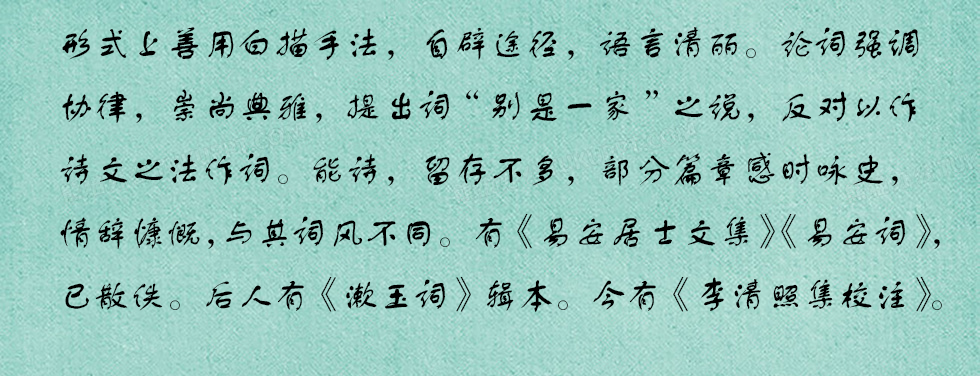 形式上善用白描手法，自辟途径，语言清丽。论词强调
协律，崇尚典雅，提出词“别是一家”之说，反对以作
诗文之法作词。能诗，留存不多，部分篇章感时咏史，
情辞慷慨，与其词风不同。有《易安居士文集》《易安词》，
已散佚。后人有《漱玉词》辑本。今有《李清照集校注》。